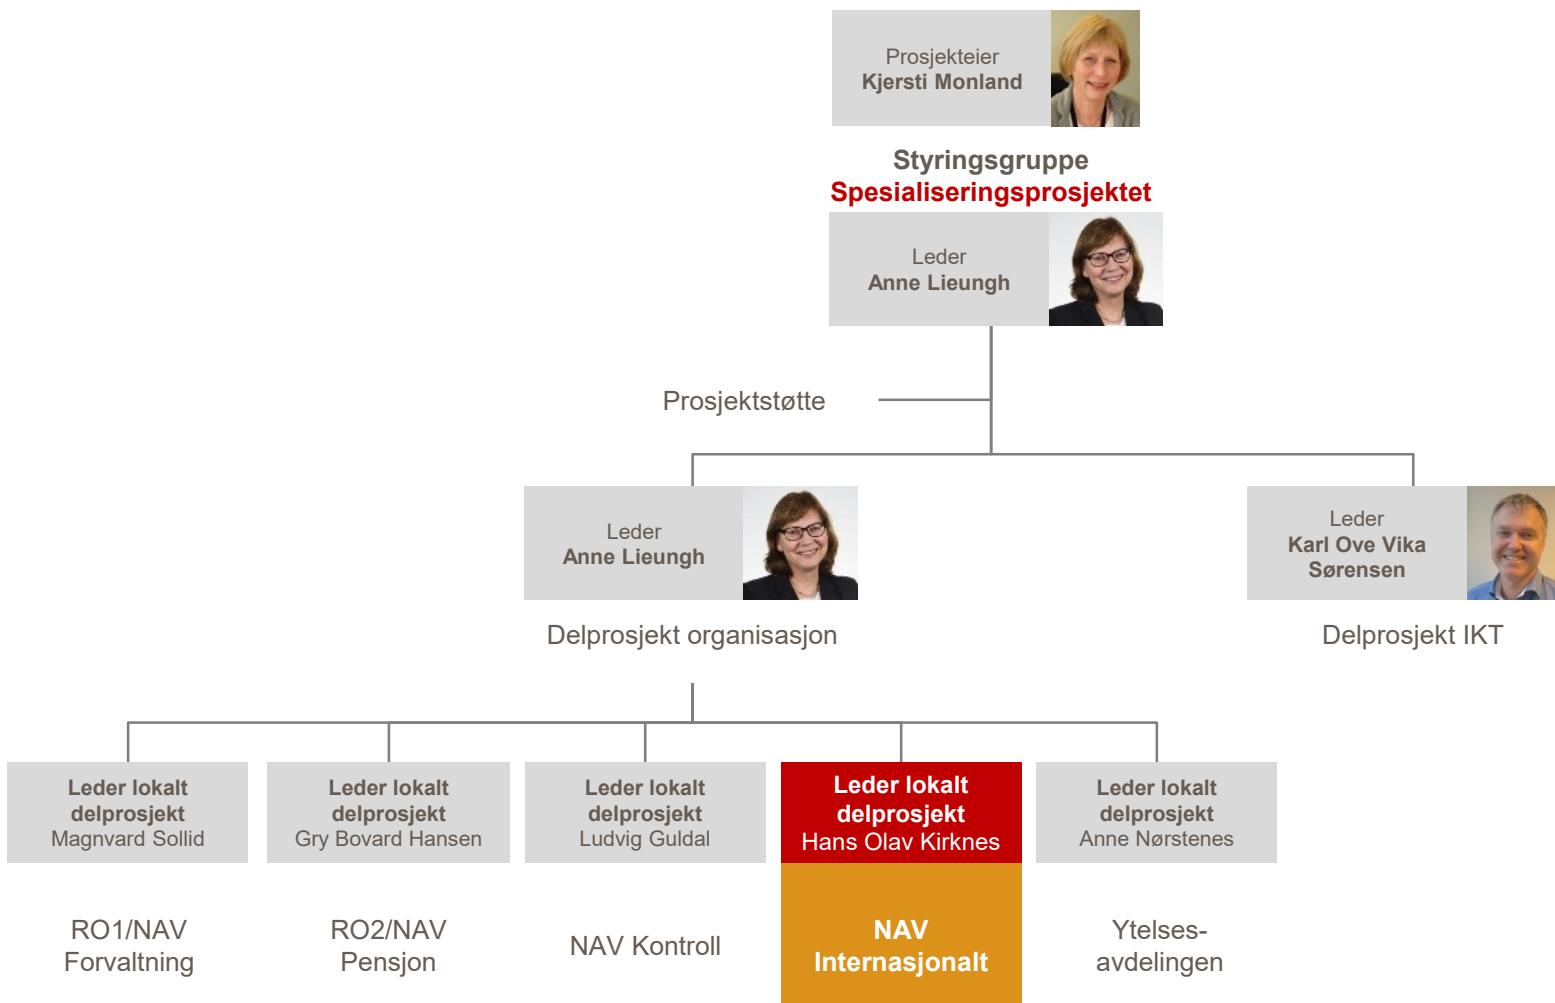 Prosjekteier
Kjersti Monland
Styringsgruppe
Spesialiseringsprosjektet
Leder
Anne Lieungh
Prosjektstøtte
Leder
Anne Lieungh
Delprosjekt organisasjon
Leder
Karl Ove Vika
Sørensen
Delprosjekt IKT
Leder lokalt
delprosjekt
Magnvard Sollid
RO1/NAV
Forvaltning
Leder lokalt
delprosjekt
Gry Bovard Hansen
RO2/NAV
Pensjon
Leder lokalt
delprosjekt
Ludvig Guldal
NAV Kontroll
Leder lokalt
delprosjekt
Hans Olav Kirknes
NAV
Internasjonalt
Leder lokalt
delprosjekt
Anne Nørstenes
Ytelses-
avdelingen